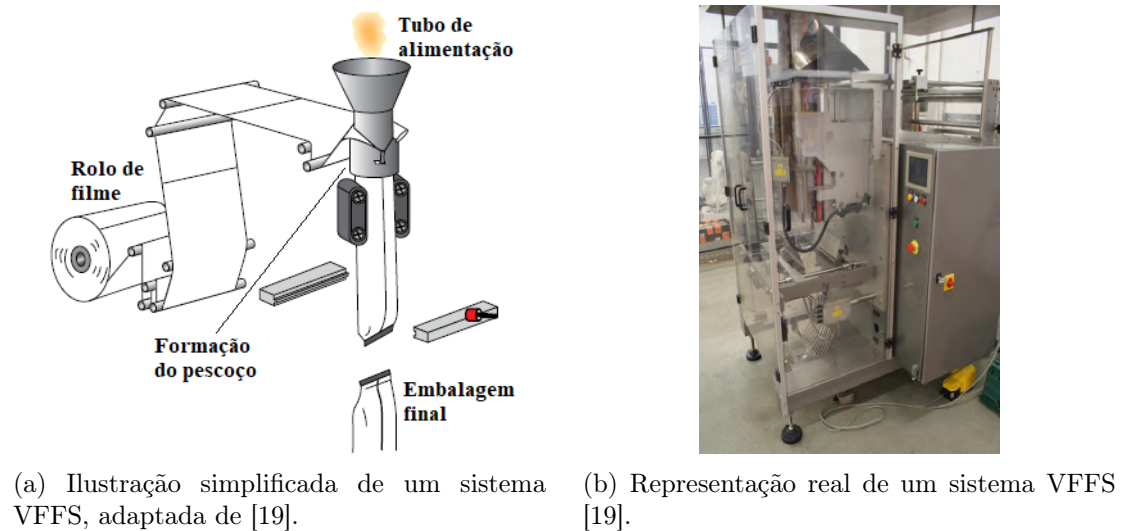 Tubo de
alimentação
Rolo de
filme
Formação
do pescoço
Embalagem
final
(a) Ilustração simplificada de um sistema
VFFS, adaptada de [19].
(b) Representação real de um sistema VFFS
[19].